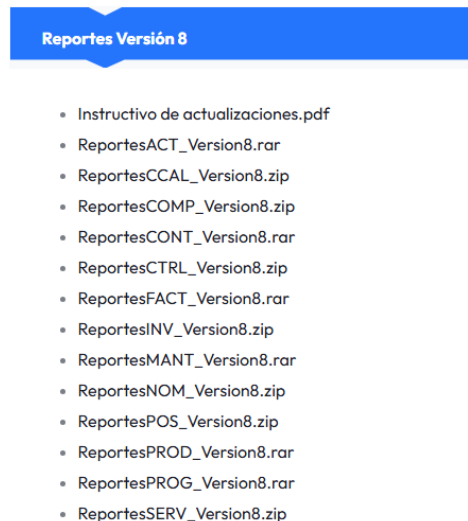 Reportes Versión 8
Instructivo de actualizaciones.pdf
ReportesACT_Version8.rar
ReportesCCAL_Version8.zip
ReportesCOMP_Version8.zip
ReportesCONT_Version8.rar
ReportesCTRL_Version8.zip
ReportesFACT_Version8.rar
ReportesINV_Version8.zip
ReportesMANT_Version8.rar
ReportesNOM_Version8.zip
ReportesPOS_Version8.zip
ReportesPROD_Version8.rar
ReportesPROG_Version8.rar
ReportesSERV_Version8.zip